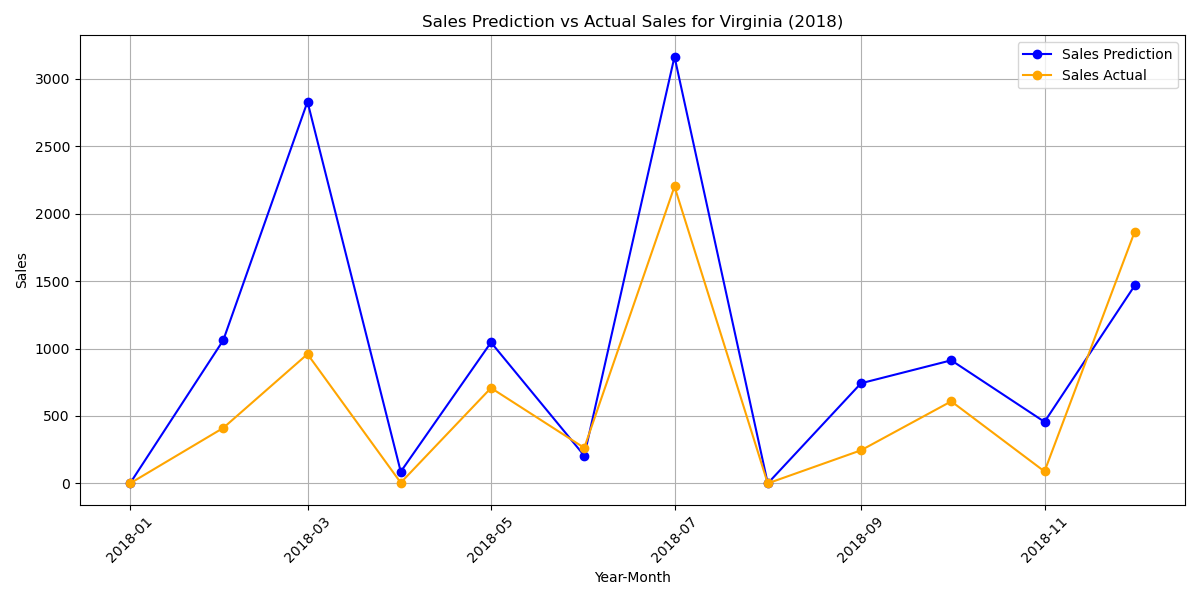 Sales Prediction vs Actual Sales for Virginia (2018)
Sales Prediction
Sales Actual
3000
2500
2000
1500
1000
500
0
Sales
2018-01
2018-03
2018-05
2018-07
2018-09
2018-11
Year-Month